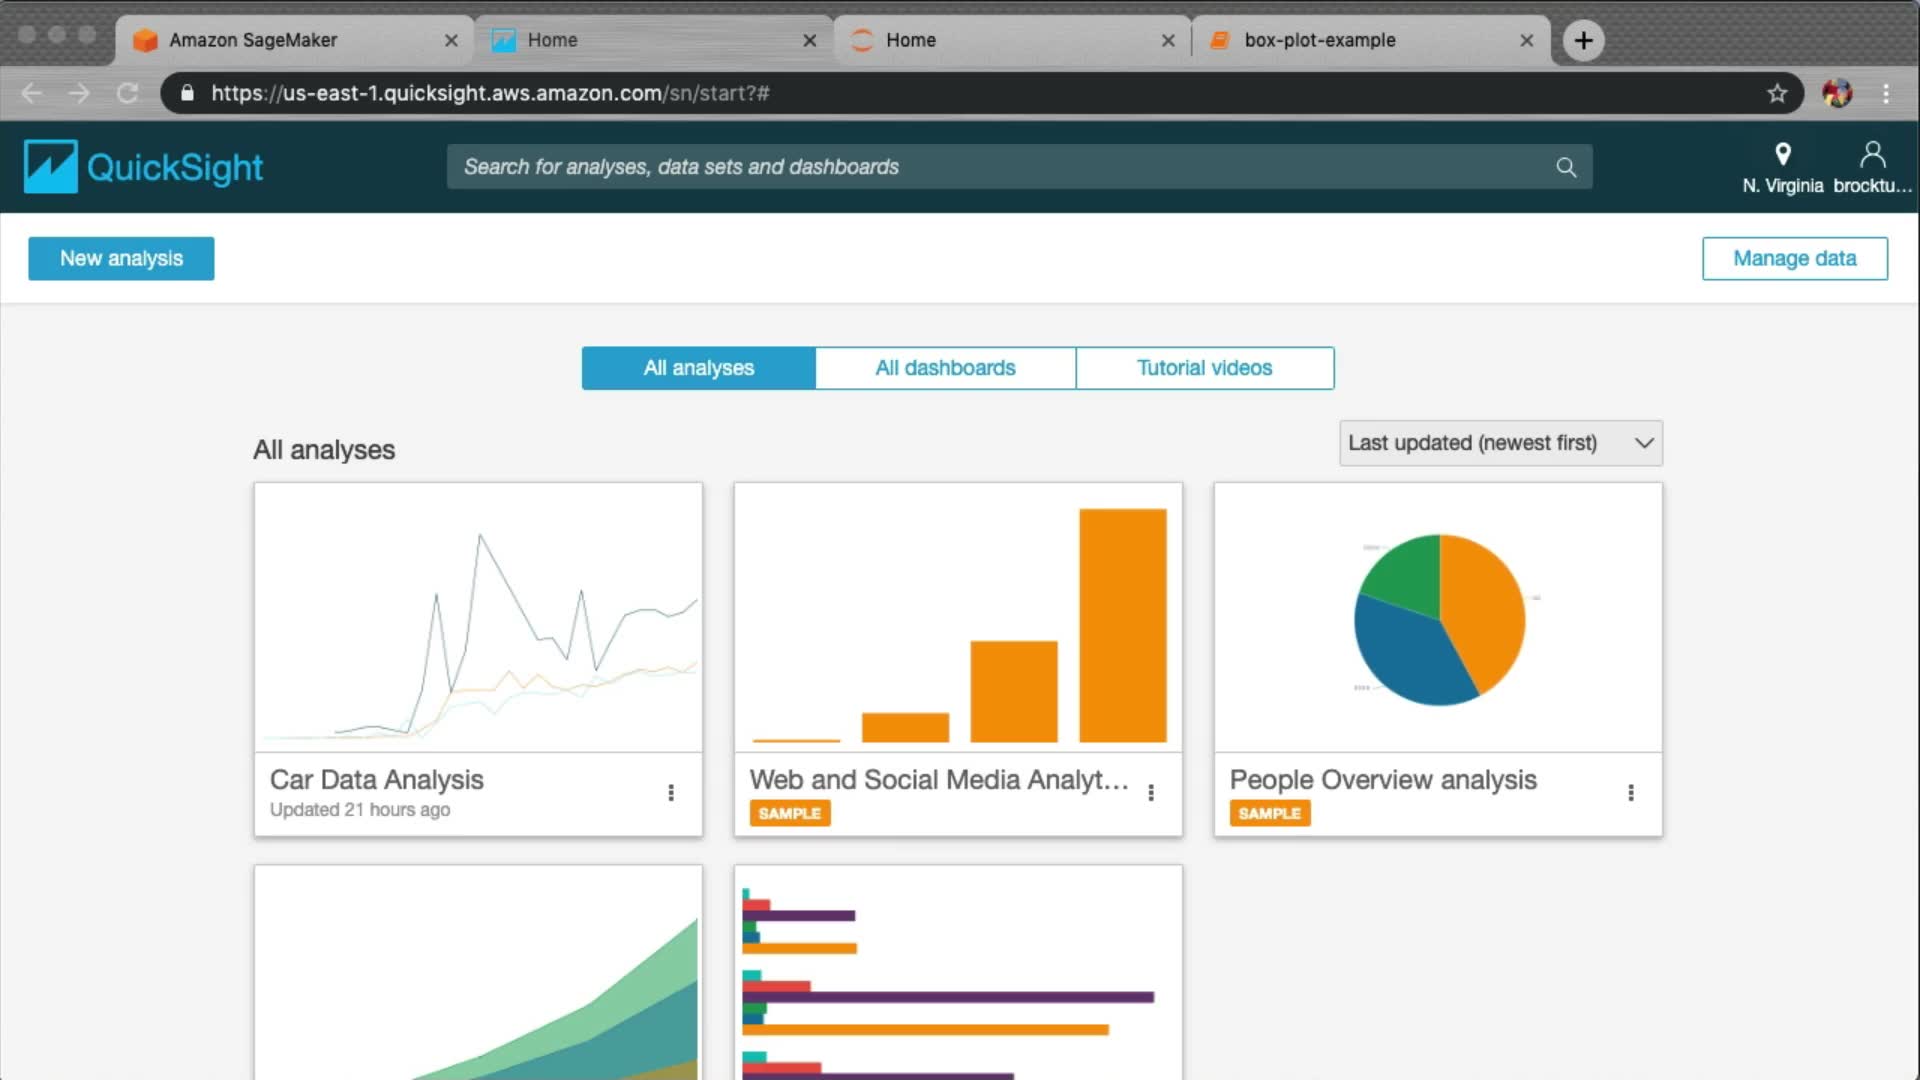 Amazon SageMaker
Home
Home
box-plot-example
https://us-east-1.quicksight.aws.amazon.com/sn/start?#
QuickSight
Search for analyses, data sets and dashboards
N. Virginia
brocktu...
New analysis
Manage data
All analyses
All dashboards
Tutorial videos
All analyses
Last updated (newest first)
Car Data Analysis
Updated 21 hours ago
Web and Social Media Analyt...
SAMPLE
People Overview analysis
SAMPLE